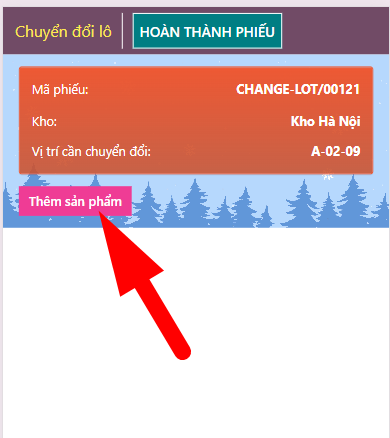 Chuyển đổi lô HOÀN THÀNH PHIẾU
Mã phiếu: CHANGE-LOT/00121
Kho: Kho Hà Nội
Vị trí cần chuyển đổi: A-02-09
Thêm sản phẩm